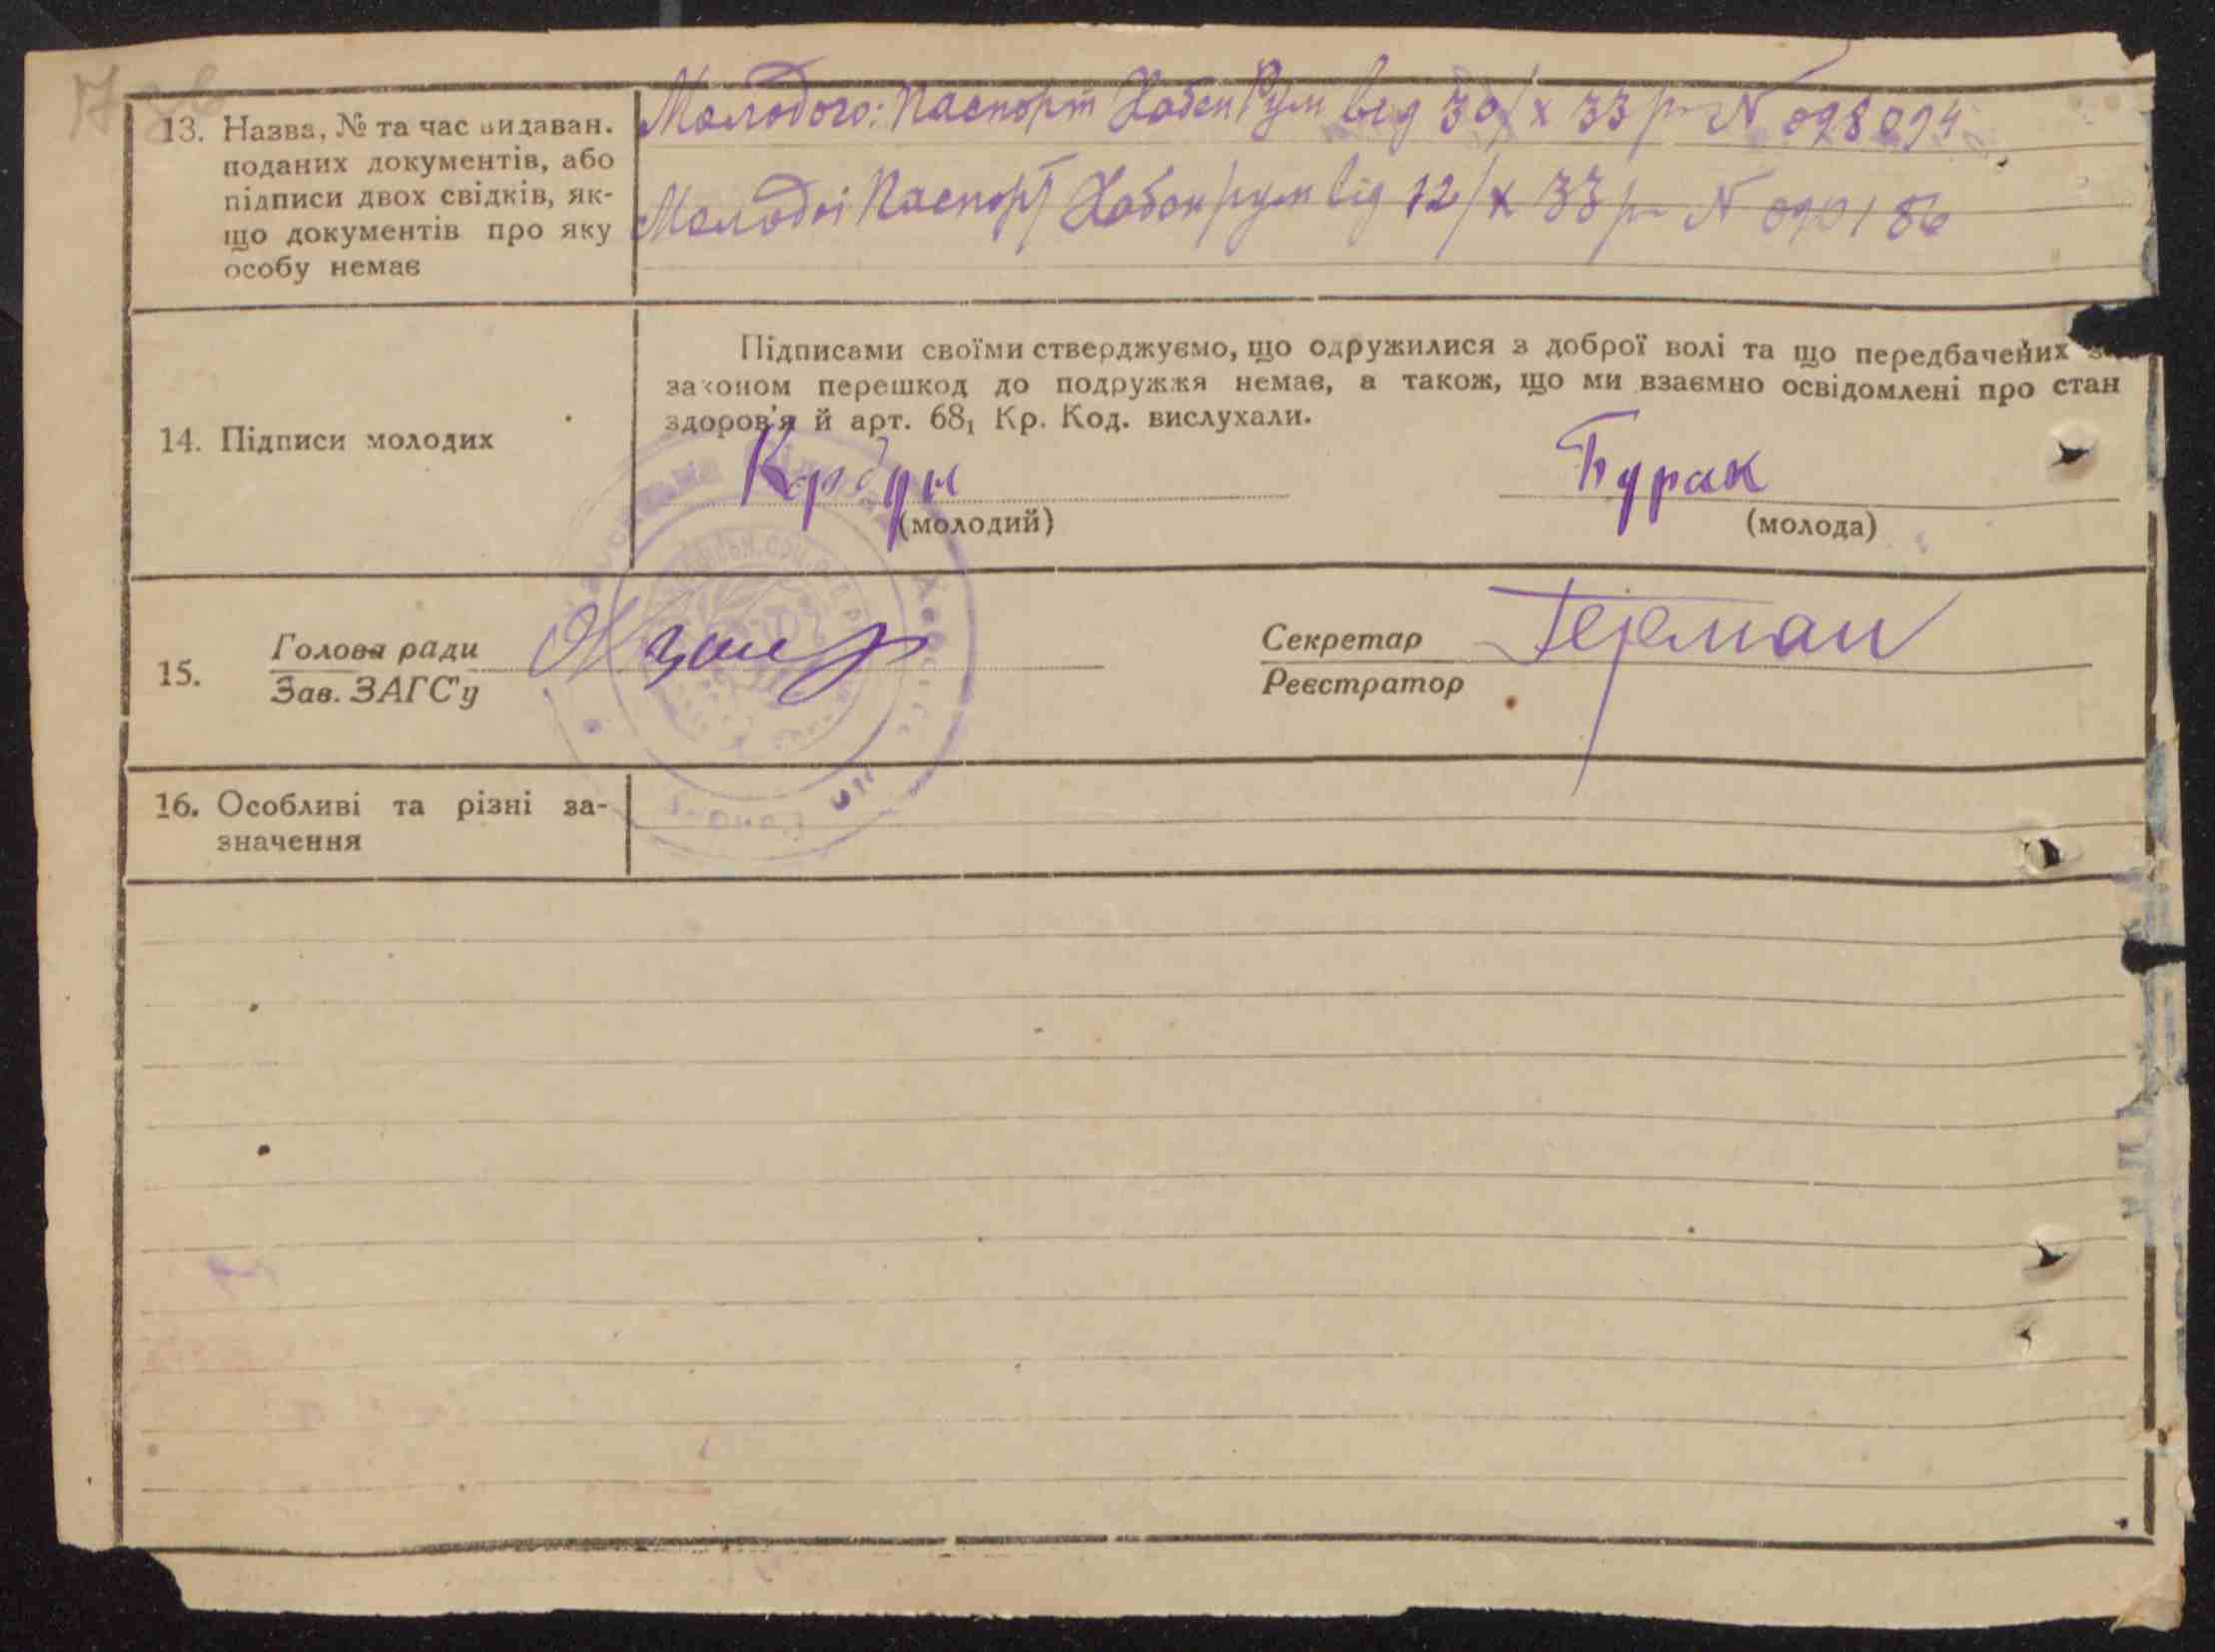 13. Назва, № та час видаван.
поданих документів, або
підписи двох свідків, як-
що документів про яку
особу немає
Молодого: Паспорт від 30/х 33 р N 098094
Молодої Паспорт від 12/х 33 р N 090186
14. Підписи молодих
Підписами своїми стверджуємо, що одружилися з доброї волі та що передбачених
законом перешкод до подружжя немає, а також, що ми взаємно освідомлені про стан
здоров'я й арт. 68₁ Кр. Код. вислухали.
Бурак
(молодий) (молода)
15. Голова ради
Зав. ЗАГС'у
Секретар Герман
Реєстратор
16. Особливі та різні за-
значення